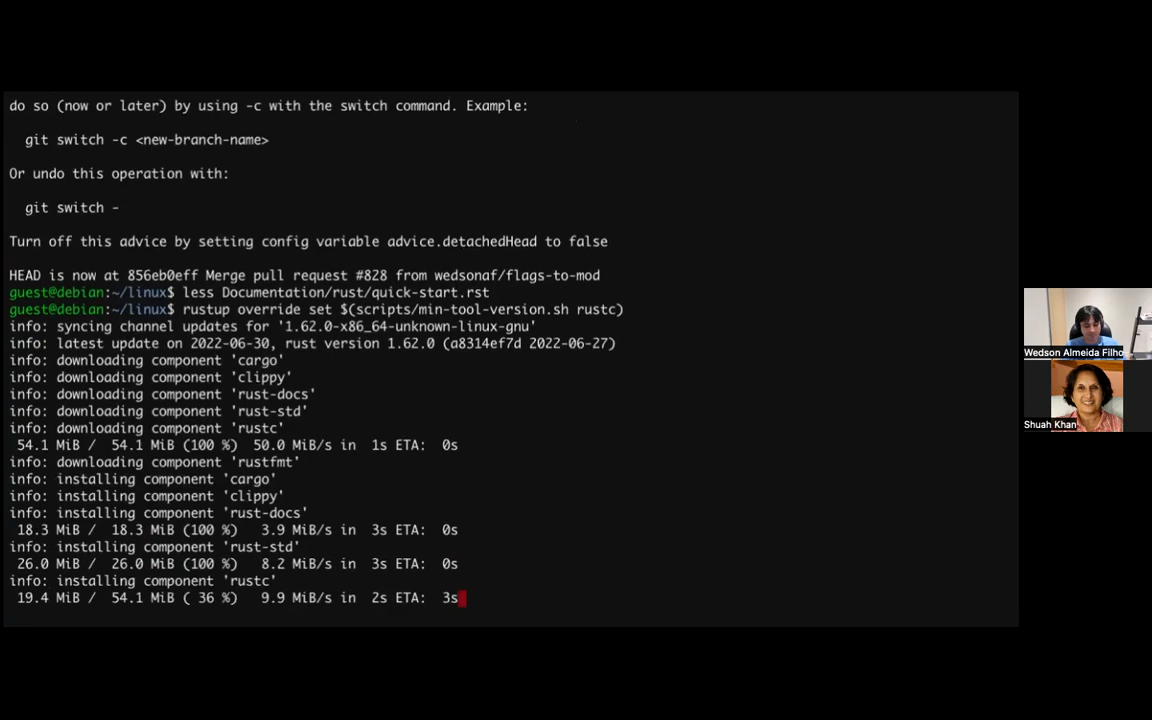 do so (now or later) by using -c with the switch command. Example:
git switch -c <new-branch-name>
Or undo this operation with:
git switch -
Turn off this advice by setting config variable advice.detachedHead to false
HEAD is now at 856eb0eff Merge pull request #828 from wedsonaf/flags-to-mod
guest@debian:~/linux$ less Documentation/rust/quick-start.rst
guest@debian:~/linux$ rustup override set $(scripts/min-tool-version.sh rustc)
info: syncing channel updates for '1.62.0-x86_64-unknown-linux-gnu'
info: latest update on 2022-06-30, rust version 1.62.0 (a8314ef7d 2022-06-27)
info: downloading component 'cargo'
info: downloading component 'clippy'
info: downloading component 'rust-docs'
info: downloading component 'rust-std'
info: downloading component 'rustc'
54.1 MiB / 54.1 MiB (100 %) 50.0 MiB/s in 1s ETA: 0s
info: downloading component 'rustfmt'
info: installing component 'cargo'
info: installing component 'clippy'
info: installing component 'rust-docs'
18.3 MiB / 18.3 MiB (100 %) 3.9 MiB/s in 3s ETA: 0s
info: installing component 'rust-std'
26.0 MiB / 26.0 MiB (100 %) 8.2 MiB/s in 3s ETA: 0s
info: installing component 'rustc'
19.4 MiB / 54.1 MiB ( 36 %) 9.9 MiB/s in 2s ETA: 3s
Wedson Almeida Filho
Shuah Khan